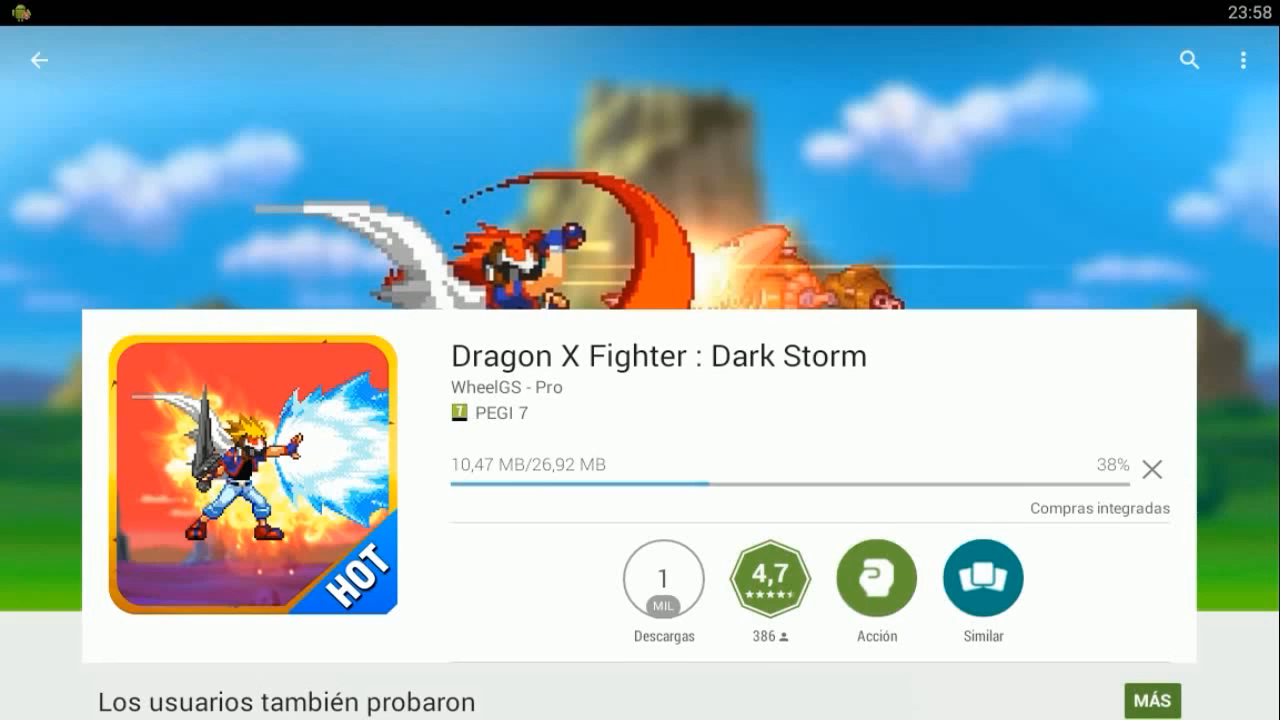 23:58
Dragon X Fighter : Dark Storm
WheelGS - Pro
7 PEGI 7
10,47 MB/26,92 MB 38%
Compras integradas
HOT
1
MIL
4,7
Descargas 386 Acción Similar
Los usuarios también probaron MÁS